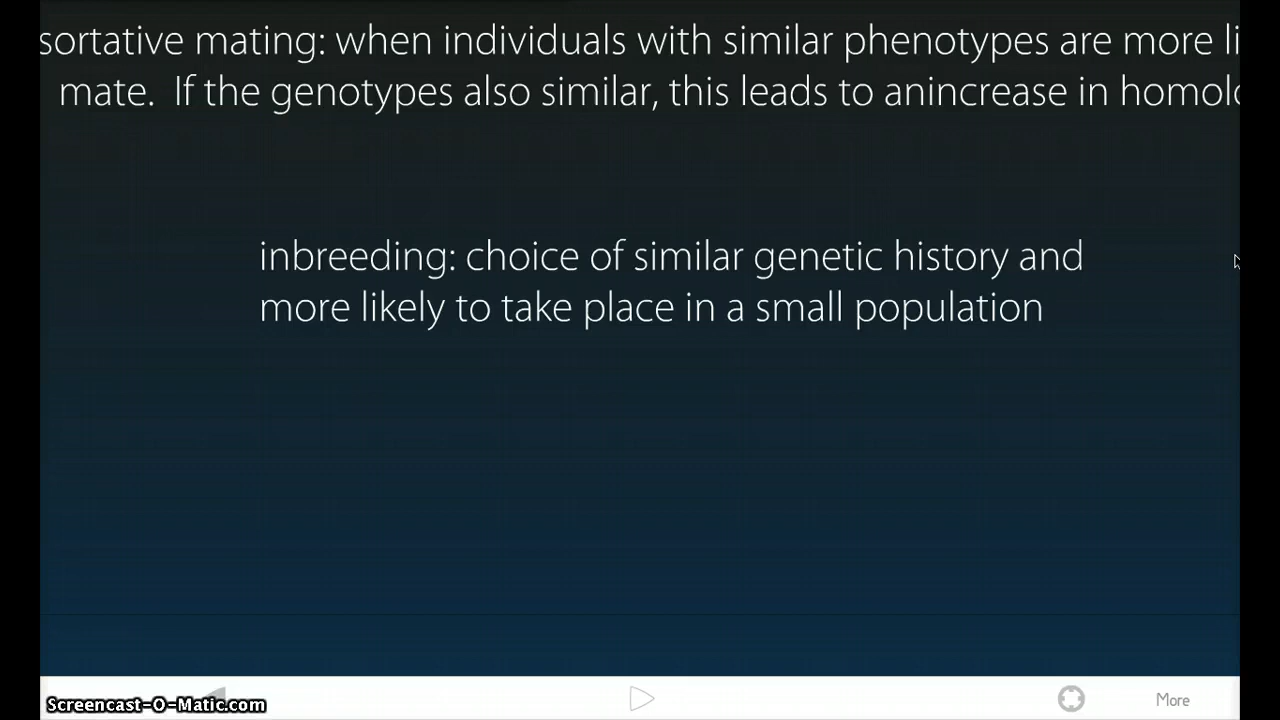 sortative mating: when individuals with similar phenotypes are more li
mate. If the genotypes also similar, this leads to anincrease in homolo
inbreeding: choice of similar genetic history and
more likely to take place in a small population
Screencast-O-Matic.com
More